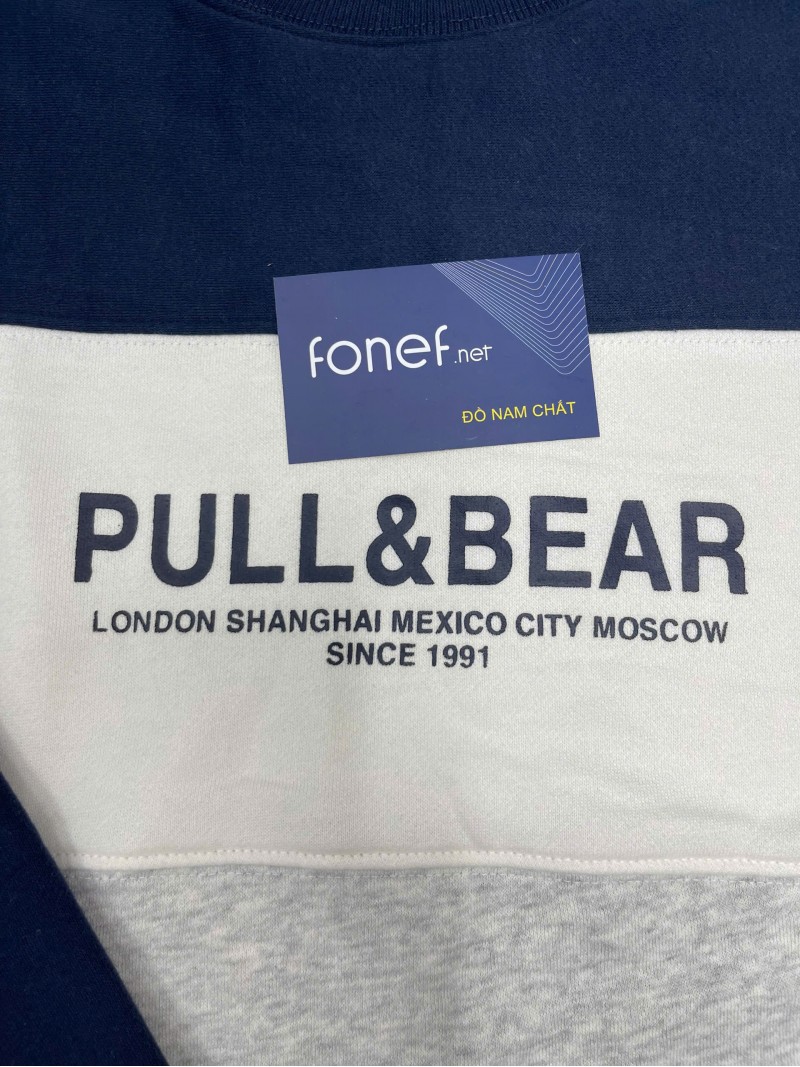 fonef.net
ĐỒ NAM CHẤT
PULL&BEAR
LONDON SHANGHAI MEXICO CITY MOSCOW
SINCE 1991